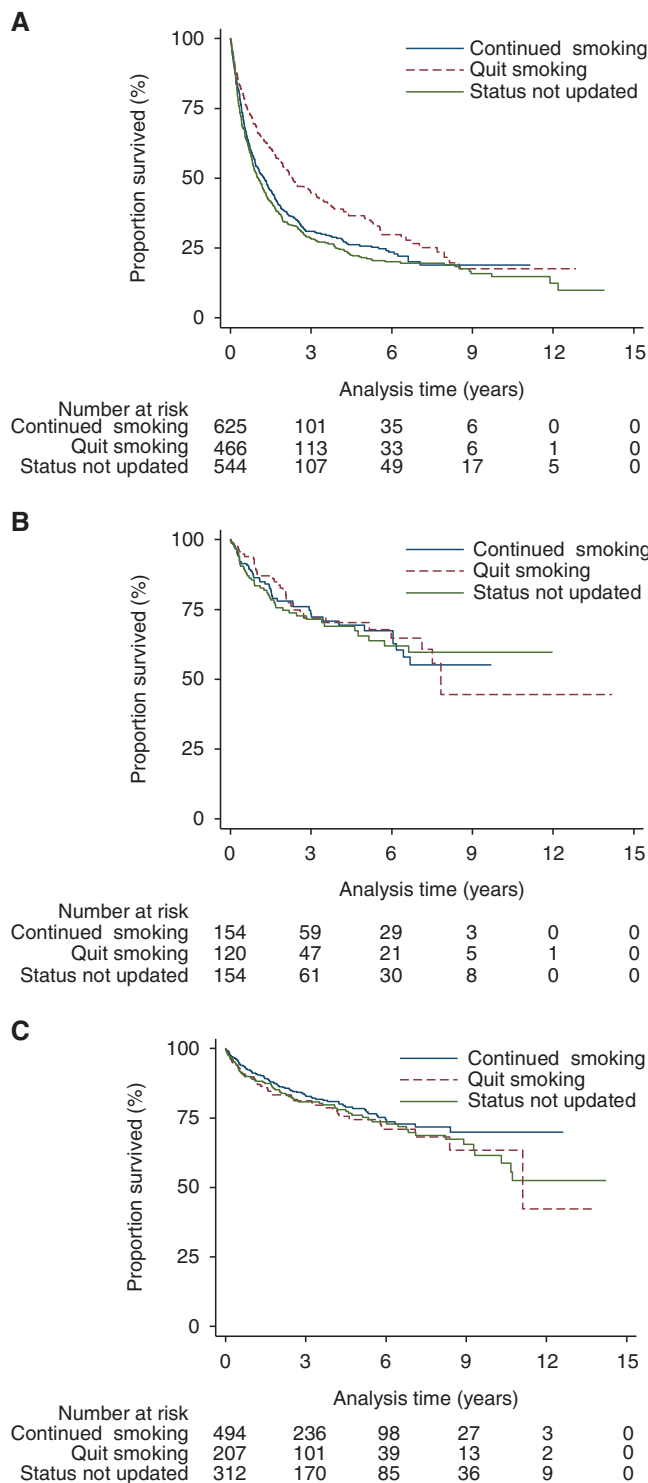 A
100
75
50
25
0
Proportion survived (%)
Continued smoking
Quit smoking
Status not updated
0 3 6 9 12 15
Analysis time (years)
Number at risk
Continued smoking 625 101 35 6 0 0
Quit smoking 466 113 33 6 1 0
Status not updated 544 107 49 17 5 0
B
100
75
50
25
0
Proportion survived (%)
Continued smoking
Quit smoking
Status not updated
0 3 6 9 12 15
Analysis time (years)
Number at risk
Continued smoking 154 59 29 3 0 0
Quit smoking 120 47 21 5 1 0
Status not updated 154 61 30 8 0 0
C
100
75
50
25
0
Proportion survived (%)
Continued smoking
Quit smoking
Status not updated
0 3 6 9 12 15
Analysis time (years)
Number at risk
Continued smoking 494 236 98 27 3 0
Quit smoking 207 101 39 13 2 0
Status not updated 312 170 85 36 9 0